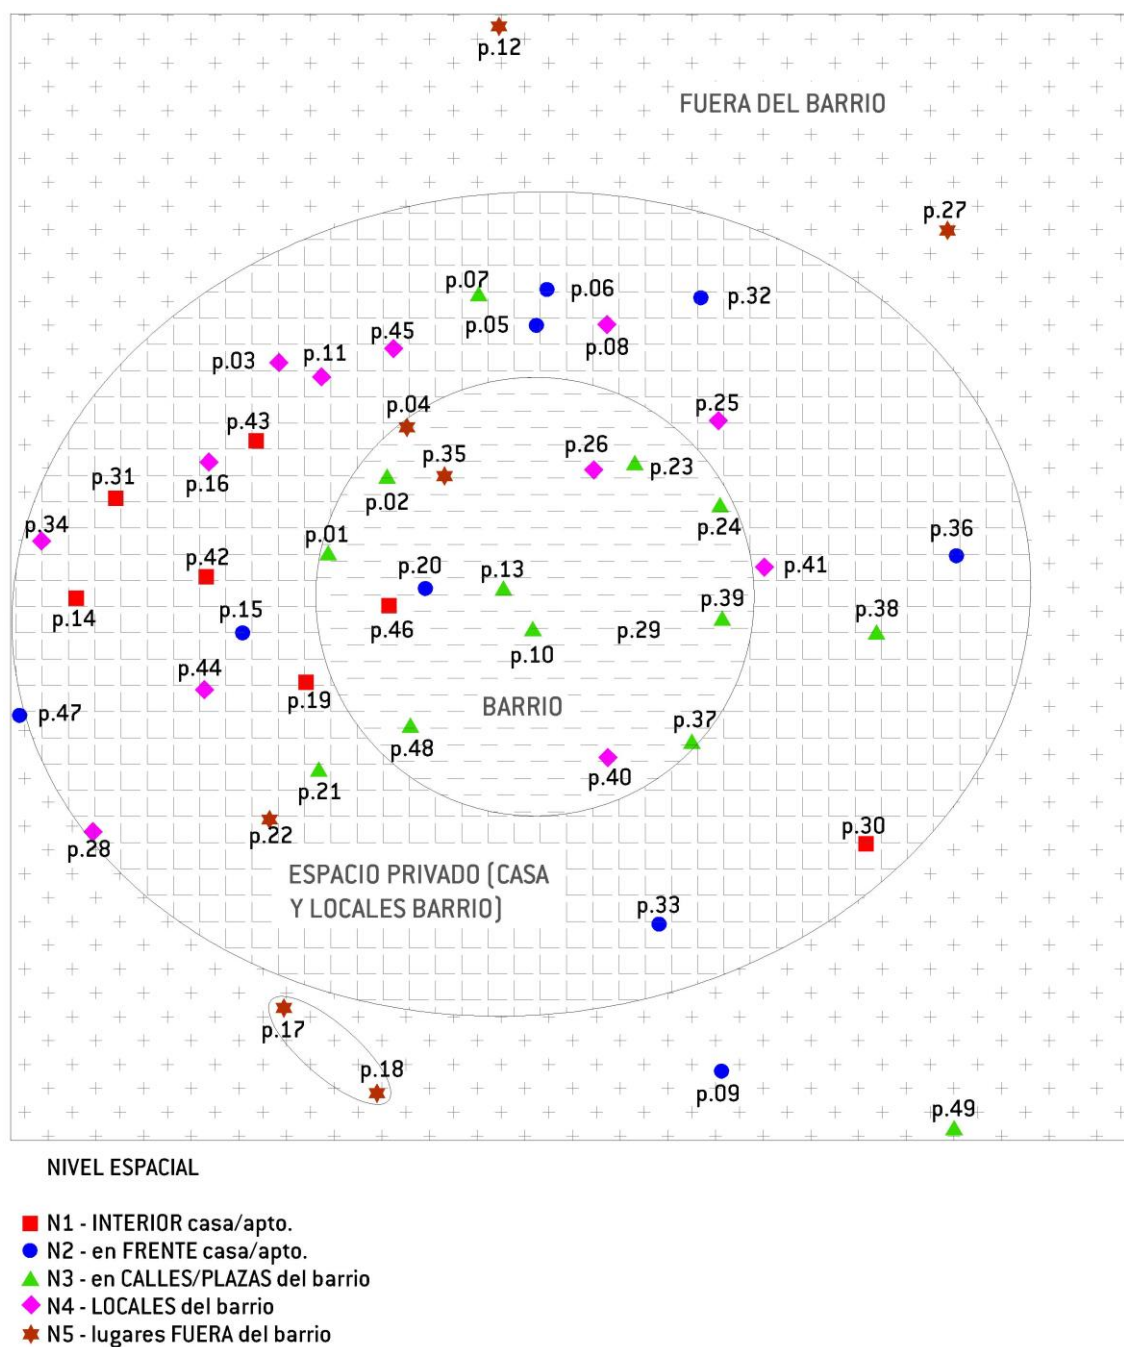 p.12
FUERA DEL BARRIO
p.27
p.07
p.06
p.32
p.05
p.45
p.08
p.03
p.11
p.04
p.25
p.43
p.26
p.35
p.23
p.31
p.16
p.02
p.24
p.34
p.01
p.36
p.42
p.20
p.13
p.41
p.39
p.38
p.14
p.15
p.46
p.29
p.10
p.44
p.19
BARRIO
p.47
p.37
p.48
p.40
p.21
p.22
p.30
p.28
ESPACIO PRIVADO (CASA
Y LOCALES BARRIO)
p.33
p.17
p.18
p.09
p.49
NIVEL ESPACIAL
N1 - INTERIOR casa/apto.
N2 - en FRENTE casa/apto.
N3 - en CALLES/PLAZAS del barrio
N4 - LOCALES del barrio
N5 - lugares FUERA del barrio